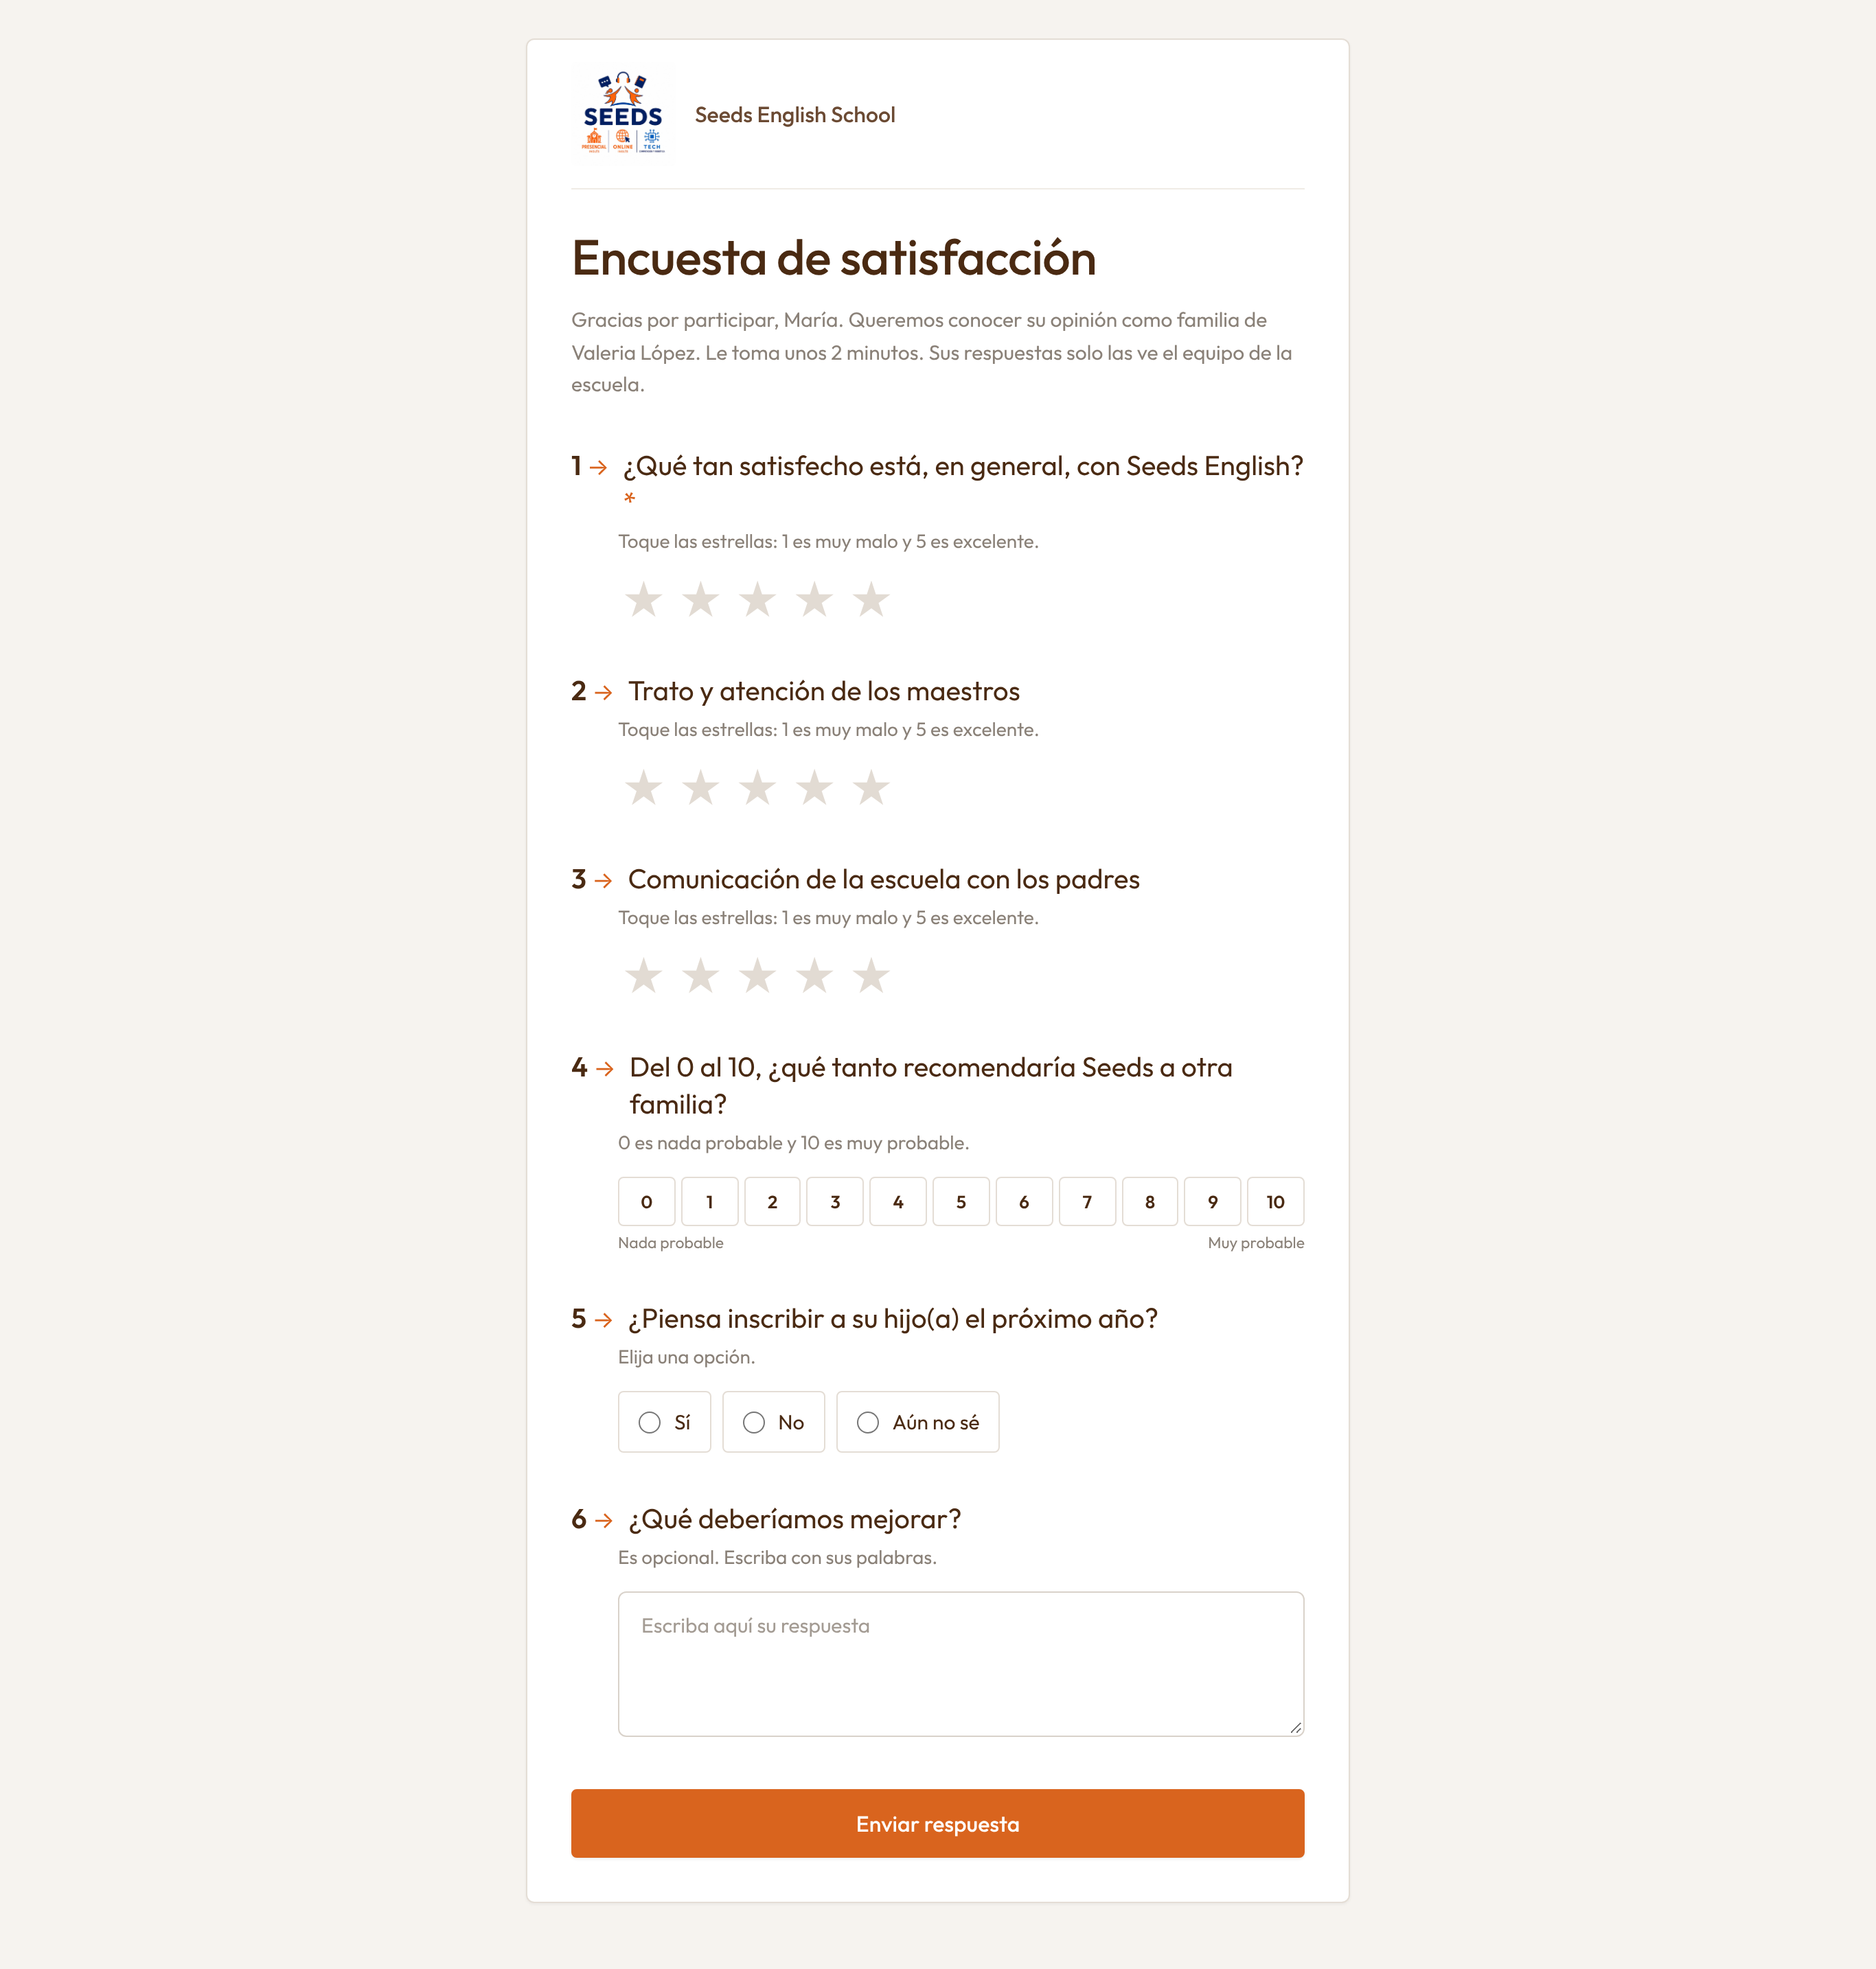 SEEDS
PRESENCIAL
ONLINE
TECH
Seeds English School
Encuesta de satisfacción
Gracias por participar, María. Queremos conocer su opinión como familia de
Valeria López. Le toma unos 2 minutos. Sus respuestas solo las ve el equipo de la
escuela.
1 → ¿Qué tan satisfecho está, en general, con Seeds English?
*
Toque las estrellas: 1 es muy malo y 5 es excelente.
2 → Trato y atención de los maestros
Toque las estrellas: 1 es muy malo y 5 es excelente.
3 → Comunicación de la escuela con los padres
Toque las estrellas: 1 es muy malo y 5 es excelente.
4 → Del 0 al 10, ¿qué tanto recomendaría Seeds a otra
familia?
0 es nada probable y 10 es muy probable.
0 1 2 3 4 5 6 7 8 9 10
Nada probable Muy probable
5 → ¿Piensa inscribir a su hijo(a) el próximo año?
Elija una opción.
Sí No Aún no sé
6 → ¿Qué deberíamos mejorar?
Es opcional. Escriba con sus palabras.
Escriba aquí su respuesta
Enviar respuesta